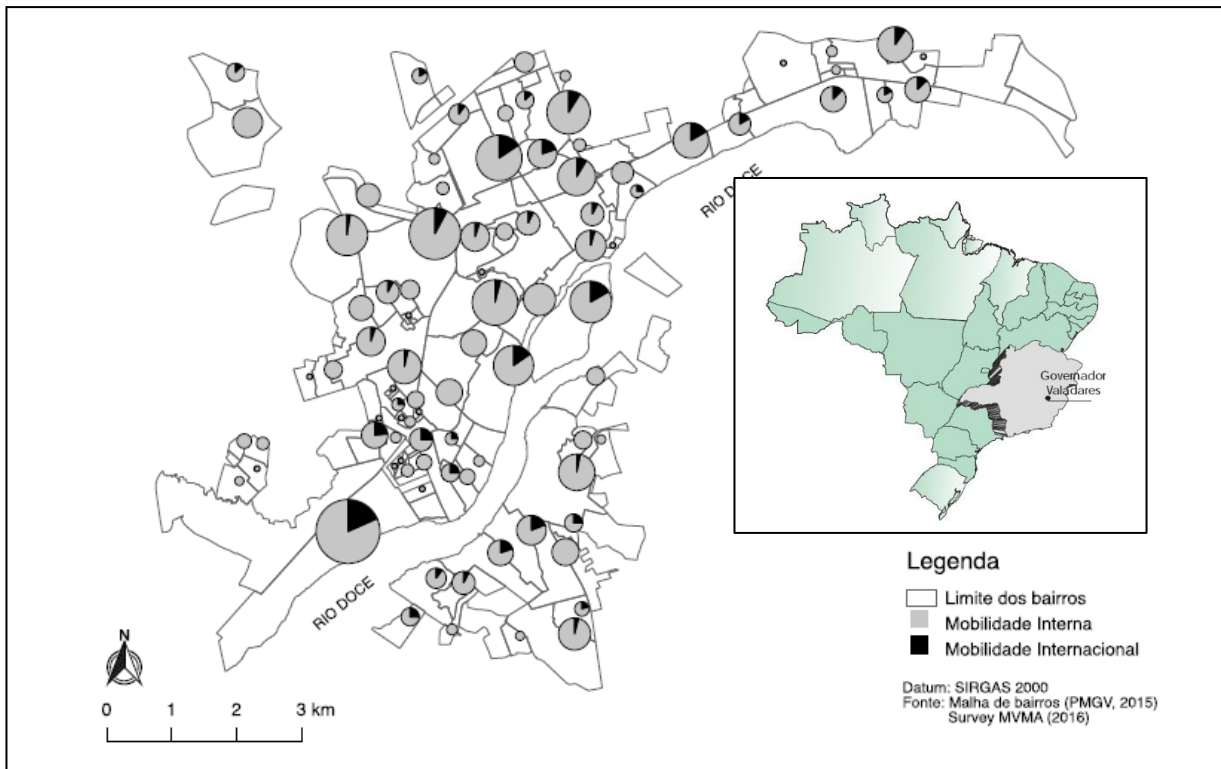 RIO DOCE
Governador
Valadares
RIO DOCE
N
0 1 2 3 km
Legenda
Limite dos bairros
Mobilidade Interna
Mobilidade Internacional
Datum: SIRGAS 2000
Fonte: Malha de bairros (PMGV, 2015)
Survey MVMA (2016)